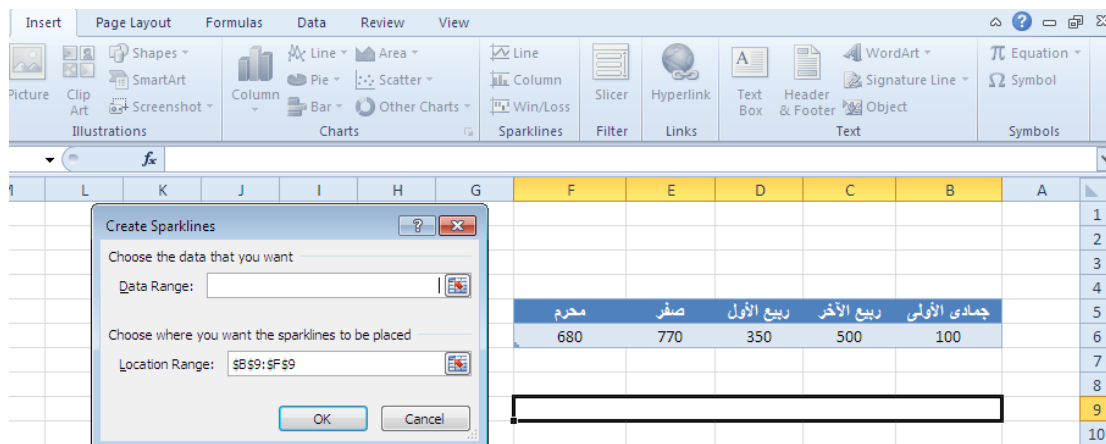 Insert Page Layout Formulas Data Review View
Picture
Clip Art
Shapes
SmartArt
Screenshot
Illustrations
Column
Line
Pie
Bar
Area
Scatter
Other Charts
Charts
Line
Column
Win/Loss
Sparklines
Slicer
Filter
Hyperlink
Links
Text Box
Header & Footer
WordArt
Signature Line
Object
Text
Equation
Symbol
Symbols
fx
L K J I H G F E D C B A
1
2
3
4
محرم صفر ربيع الأول ربيع الآخر جمادى الأولى 5
680 770 350 500 100 6
7
8
9
10
Create Sparklines
Choose the data that you want
Data Range:
Choose where you want the sparklines to be placed
Location Range: $B$9:$F$9
OK Cancel